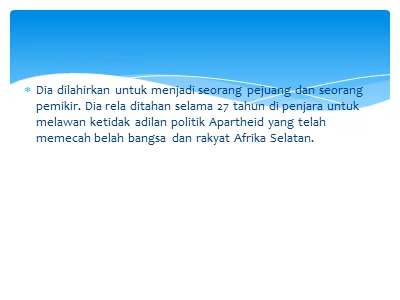 Dia dilahirkan untuk menjadi seorang pejuang dan seorang
pemikir. Dia rela ditahan selama 27 tahun di penjara untuk
melawan ketidak adilan politik Apartheid yang telah
memecah belah bangsa dan rakyat Afrika Selatan.